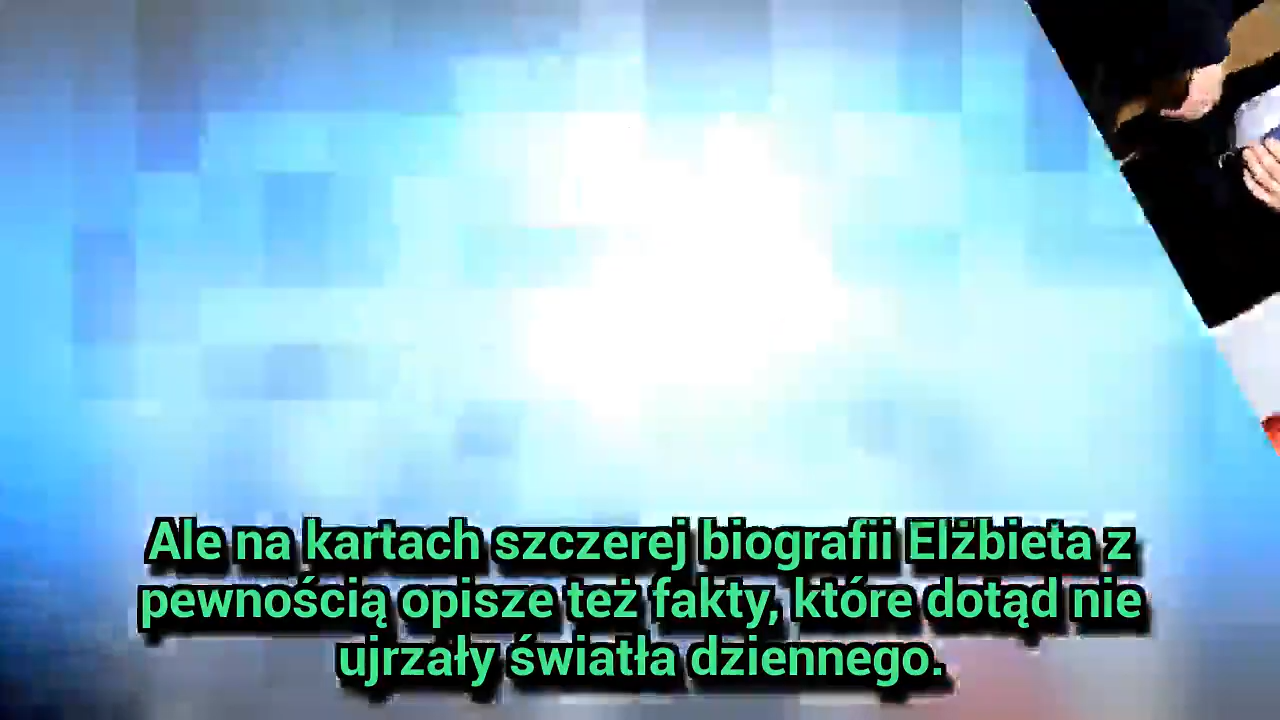 Ale na kartach szczerej biografii Elżbieta z
pewnością opisze też fakty, które dotąd nie
ujrzały światła dziennego.